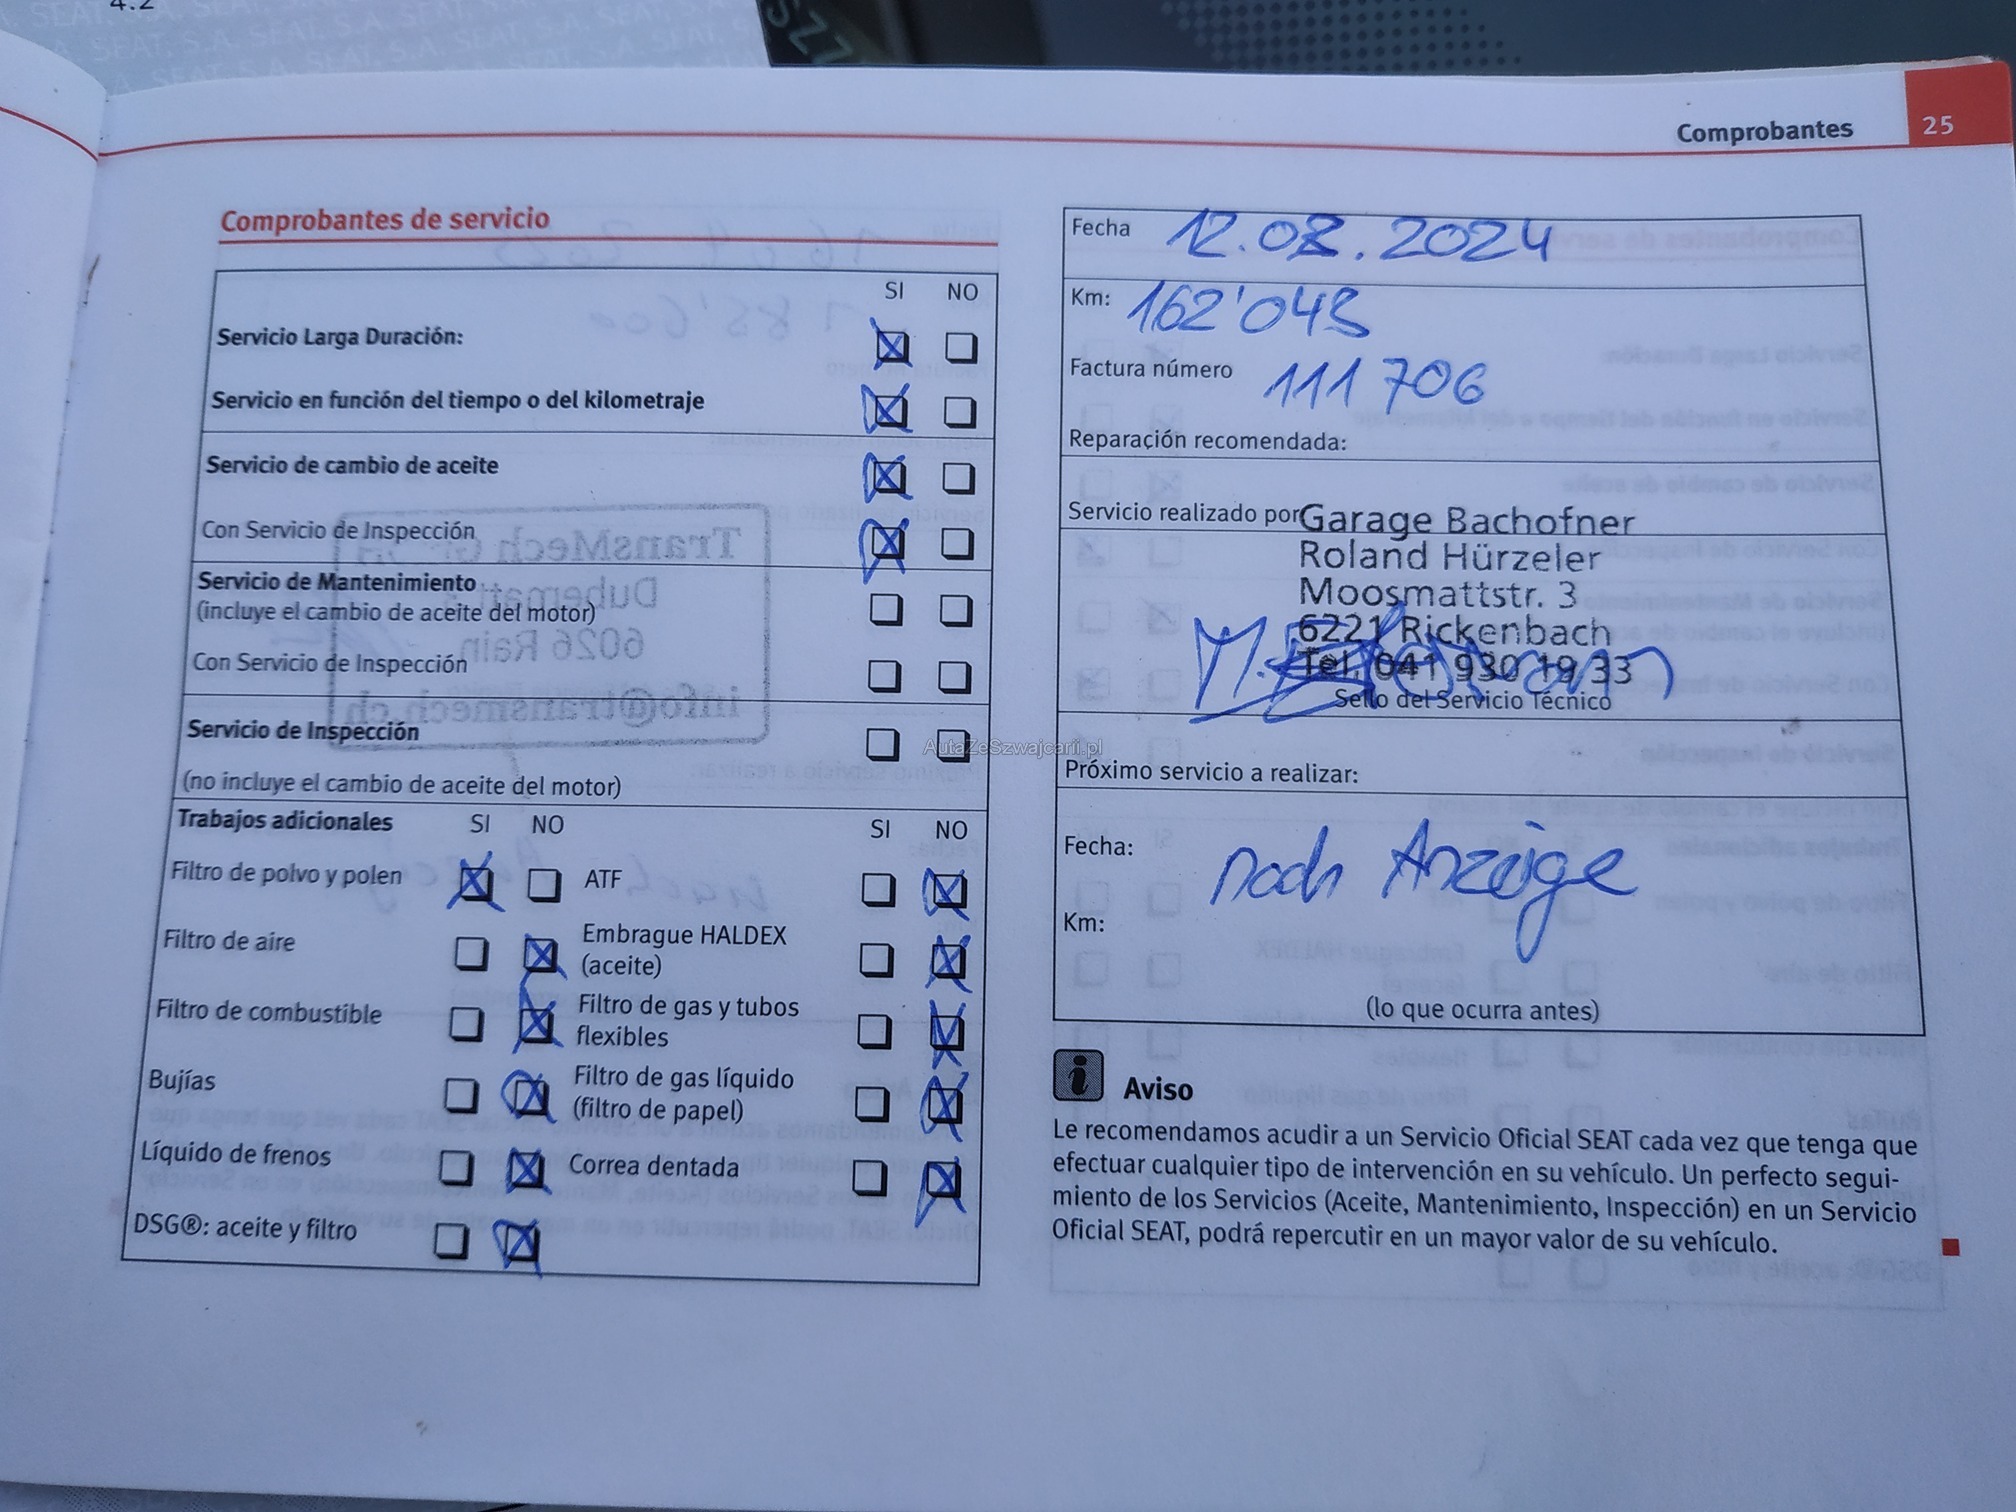 4.2
SEAT, S.A. SEAT, S.A. SEAT, S.A. SEAT, S.A.
Comprobantes 25
Comprobantes de servicio
SI NO
Servicio Larga Duración:
Servicio en función del tiempo o del kilometraje
Servicio de cambio de aceite
Con Servicio de Inspección
Servicio de Mantenimiento
(incluye el cambio de aceite del motor)
Con Servicio de Inspección
Servicio de Inspección
(no incluye el cambio de aceite del motor)
Trabajos adicionales SI NO SI NO
Filtro de polvo y polen
ATF
Filtro de aire
Embrague HALDEX
(aceite)
Filtro de combustible
Filtro de gas y tubos
flexibles
Bujías
Filtro de gas líquido
(filtro de papel)
Líquido de frenos
Correa dentada
DSG®: aceite y filtro
Fecha 12.02.2024
Km: 162'045
Factura número 111 706
Reparación recomendada:
Servicio realizado por
Garage Bachofner
Roland Hürzeler
Moosmattstr. 3
6221 Rickenbach
Tel. 041 930 19 33
Sello del Servicio Técnico
Próximo servicio a realizar:
Fecha: nach Anzeige
Km:
(lo que ocurra antes)
i Aviso
Le recomendamos acudir a un Servicio Oficial SEAT cada vez que tenga que
efectuar cualquier tipo de intervención en su vehículo. Un perfecto segui-
miento de los Servicios (Aceite, Mantenimiento, Inspección) en un Servicio
Oficial SEAT, podrá repercutir en un mayor valor de su vehículo.
AutaZeSzwajcarii.pl